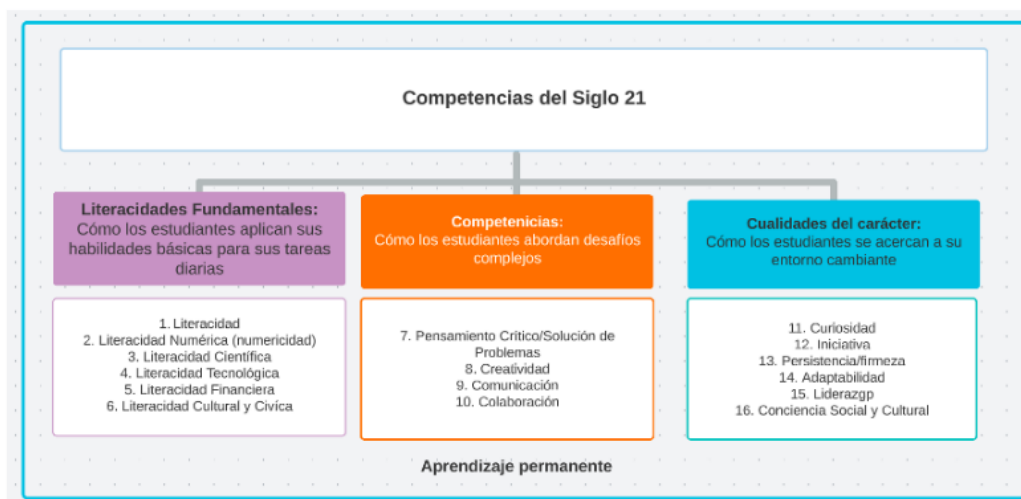 Competencias del Siglo 21
Literacidades Fundamentales:
Cómo los estudiantes aplican sus
habilidades básicas para sus tareas
diarias
1. Literacidad
2. Literacidad Numérica (numericidad)
3. Literacidad Científica
4. Literacidad Tecnológica
5. Literacidad Financiera
6. Literacidad Cultural y Civíca
Competenicias:
Cómo los estudiantes abordan desafíos
complejos
7. Pensamiento Crítico/Solución de
Problemas
8. Creatividad
9. Comunicación
10. Colaboración
Cualidades del carácter:
Cómo los estudiantes se acercan a su
entorno cambiante
11. Curiosidad
12. Iniciativa
13. Persistencia/firmeza
14. Adaptabilidad
15. Liderazgp
16. Conciencia Social y Cultural
Aprendizaje permanente